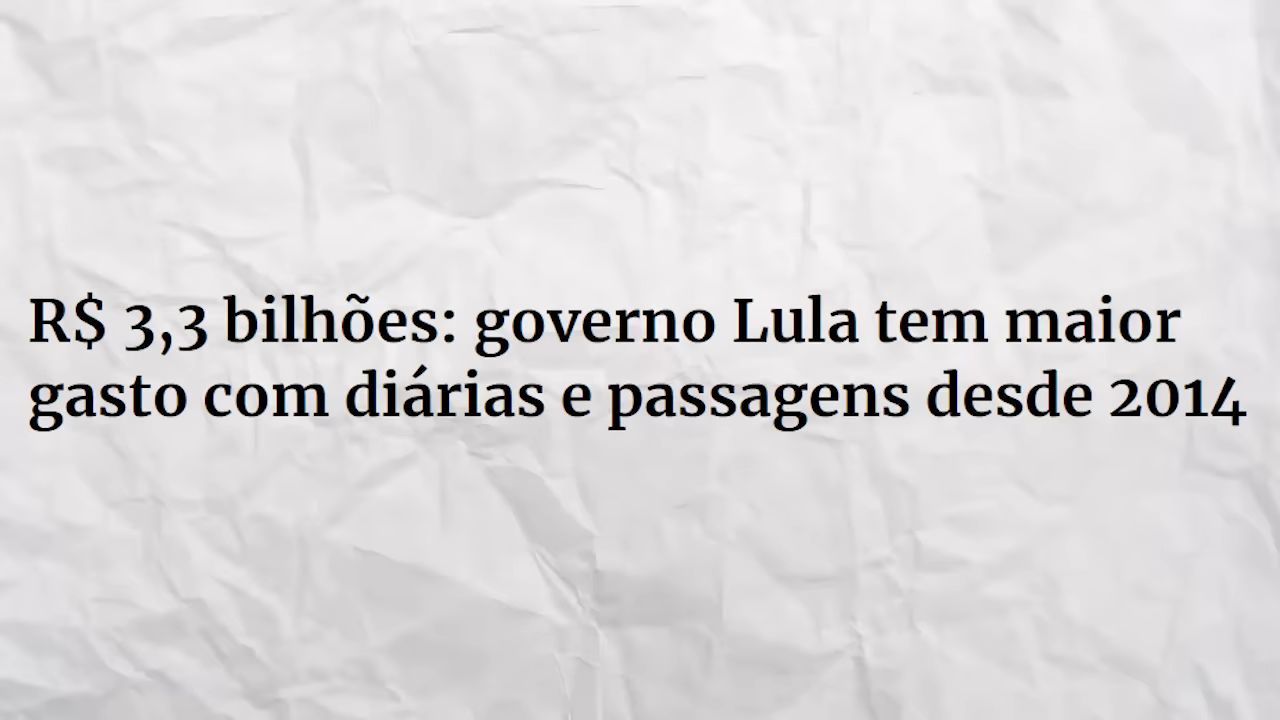 R$ 3,3 bilhões: governo Lula tem maior
gasto com diárias e passagens desde 2014